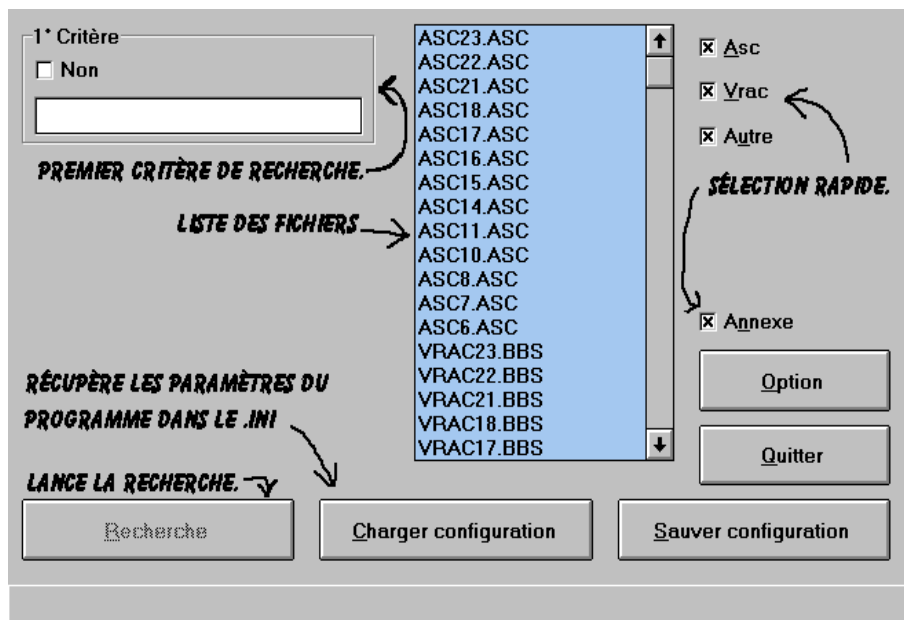 1° Critère
Non
PREMIER CRITÈRE DE RECHERCHE.
LISTE DES FICHIERS
ASC23.ASC
ASC22.ASC
ASC21.ASC
ASC18.ASC
ASC17.ASC
ASC16.ASC
ASC15.ASC
ASC14.ASC
ASC11.ASC
ASC10.ASC
ASC8.ASC
ASC7.ASC
ASC6.ASC
VRAC23.BBS
VRAC22.BBS
VRAC21.BBS
VRAC18.BBS
VRAC17.BBS
Asc
Vrac
Autre
SÉLECTION RAPIDE.
Annexe
Option
Quitter
RÉCUPÈRE LES PARAMÈTRES DU
PROGRAMME DANS LE .INI
LANCE LA RECHERCHE.
Recherche
Charger configuration
Sauver configuration